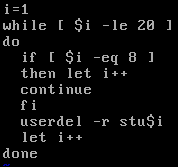 i=1
while [ $i -le 20 ]
do
if [ $i -eq 8 ]
then let i++
continue
fi
userdel -r stu$i
let i++
done